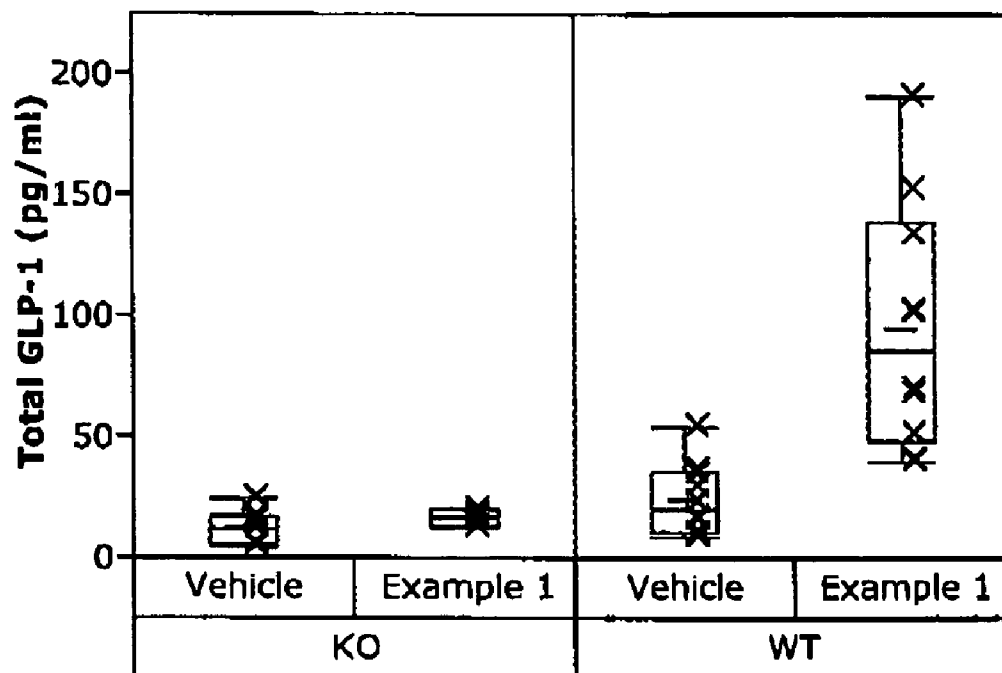 Total GLP-1 (pg/ml)
200
150
100
50
0
Vehicle
Example 1
Vehicle
Example 1
KO
WT